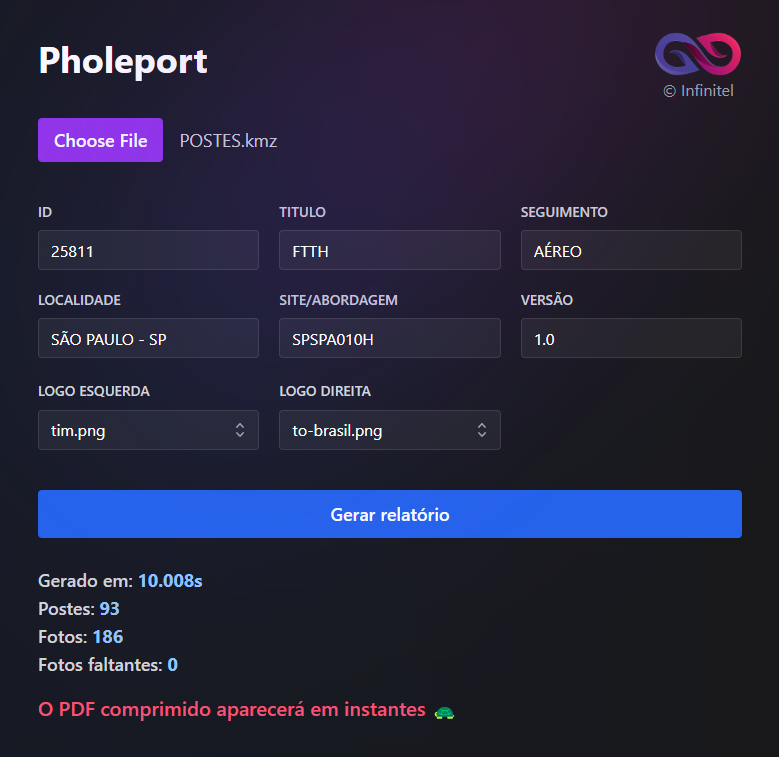 Pholeport
© Infinitel
Choose File POSTES.kmz
ID TITULO SEGUIMENTO
25811 FTTH AÉREO
LOCALIDADE SITE/ABORDAGEM VERSÃO
SÃO PAULO - SP SPSPA010H 1.0
LOGO ESQUERDA LOGO DIREITA
tim.png to-brasil.png
Gerar relatório
Gerado em: 10.008s
Postes: 93
Fotos: 186
Fotos faltantes: 0
O PDF comprimido aparecerá em instantes 🐢